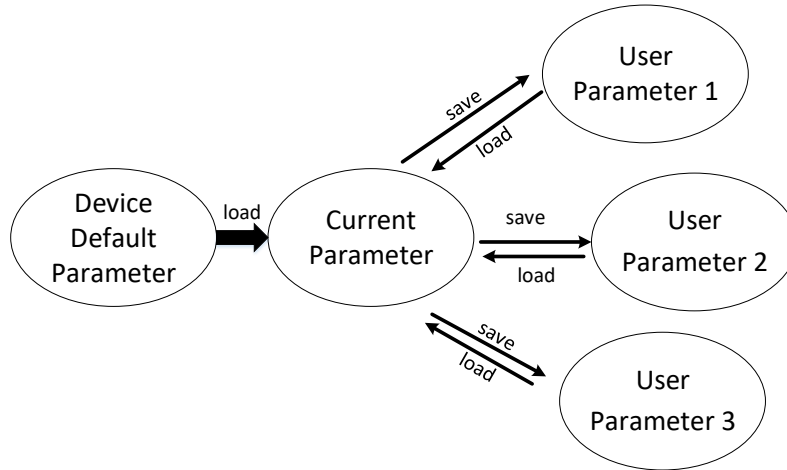 User
Parameter 1
save
load
Device
Default
Parameter
load
Current
Parameter
save
load
User
Parameter 2
save
load
User
Parameter 3